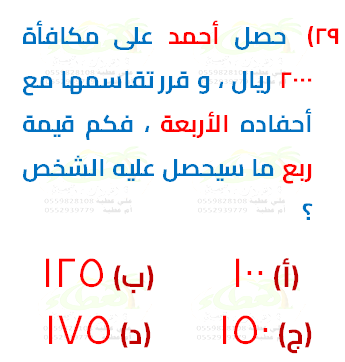 ٢٩) حصل أحمد على مكافأة
٢٠٠٠ ريال ، و قرر تقاسمها مع
أحفاده الأربعة ، فكم قيمة
ربع ما سيحصل عليه الشخص
؟
(أ) ١٠٠ (ب) ١٢٥
(ج) ١٥٠ (د) ١٧٥